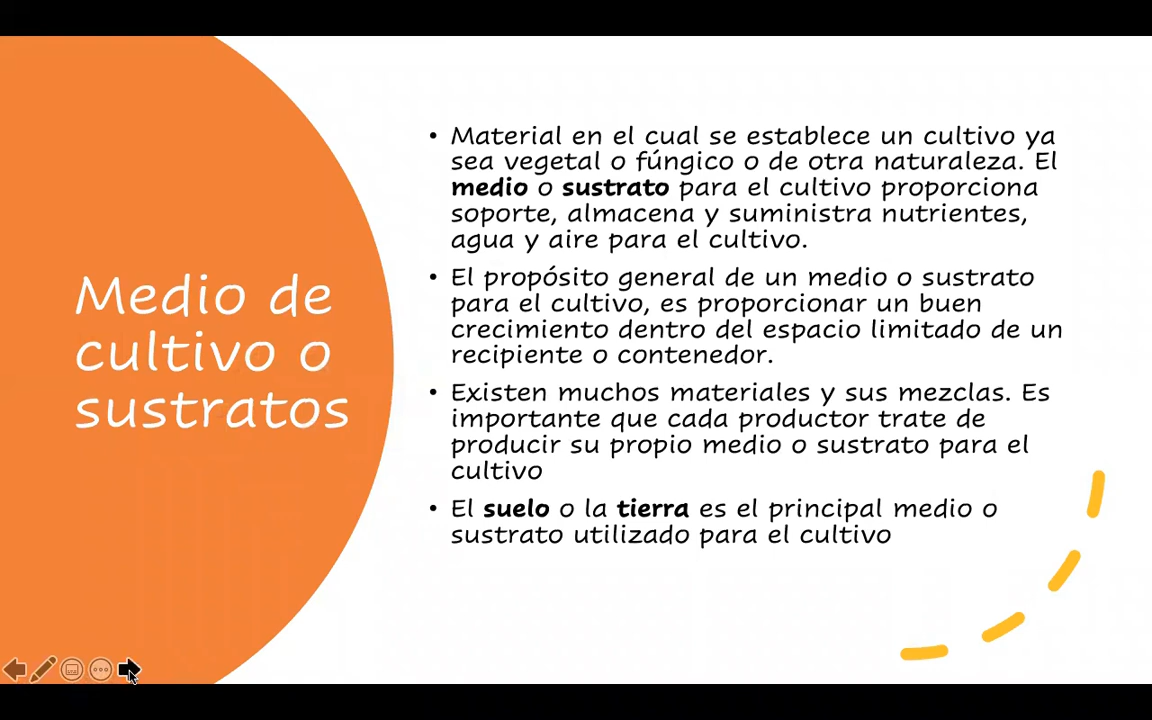 Medio de
cultivo o
sustratos
• Material en el cual se establece un cultivo ya
sea vegetal o fúngico o de otra naturaleza. El
medio o sustrato para el cultivo proporciona
soporte, almacena y suministra nutrientes,
agua y aire para el cultivo.
• El propósito general de un medio o sustrato
para el cultivo, es proporcionar un buen
crecimiento dentro del espacio limitado de un
recipiente o contenedor.
• Existen muchos materiales y sus mezclas. Es
importante que cada productor trate de
producir su propio medio o sustrato para el
cultivo
• El suelo o la tierra es el principal medio o
sustrato utilizado para el cultivo